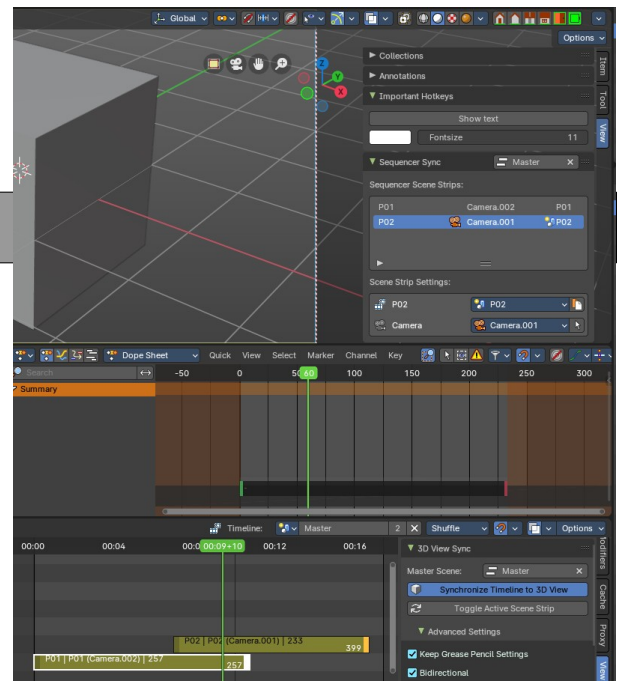 Global
Options
Collections
Annotations
Important Hotkeys
Show text
Fontsize 11
Sequencer Sync Master
Sequencer Scene Strips:
P01 Camera.002 P01
P02 Camera.001 P02
Scene Strip Settings:
P02 P02
Camera Camera.001
Item
Tool
View
Z
Y
X
Dope Sheet Quick View Select Marker Channel Key
Search
-50 0 50 60 100 150 200 250 300
Summary
Timeline: Master 2 X Shuffle Options
00:00 00:04 00:0 00:09+10 00:12 00:16
3D View Sync
Master Scene: Master
Synchronize Timeline to 3D View
Toggle Active Scene Strip
Advanced Settings
Keep Grease Pencil Settings
Bidirectional
P02 | P02 (Camera.001) | 233
399
P01 | P01 (Camera.002) | 257
257
odifiers
Cache
Proxy
View